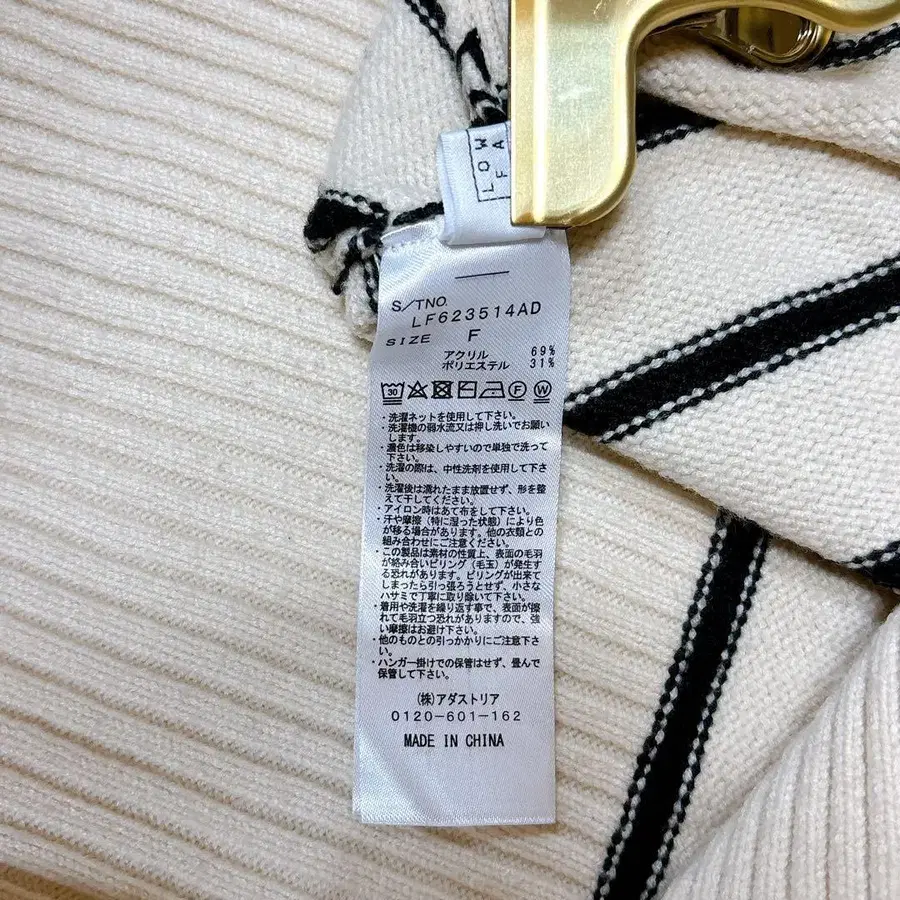 LOW
FA
S/TNO.
LF623514AD
SIZE F
アクリル 69%
ポリエステル 31%
30 F W
・洗濯ネットを使用して下さい。
・洗濯機の弱水流又は押し洗いでお願い
します。
・濃色は移染しやすいので単独で洗って
下さい。
・洗濯の際は、中性洗剤を使用して下さ
い。
・洗濯後は濡れたまま放置せず、形を整
えて干してください。
・アイロン時はあて布をして下さい。
・汗や摩擦（特に湿った状態）により色
が移る場合があります。他の衣類との
組み合わせにご注意ください。
・この製品は素材の性質上、表面の毛羽
が絡み合いピリング（毛玉）が発生す
る恐れがあります。ピリングが出来て
しまったら引っ張ろうとせず、小さな
ハサミで丁寧に取り除いて下さい。
・着用や洗濯を繰り返す事で、表面が擦
れて毛羽立つ恐れがありますので、強
い摩擦はお避け下さい。
・他のものとの引っかかりにご注意下さ
い。
・ハンガー掛けでの保管はせず、畳んで
保管して下さい。
(株)アダストリア
0120-601-162
MADE IN CHINA